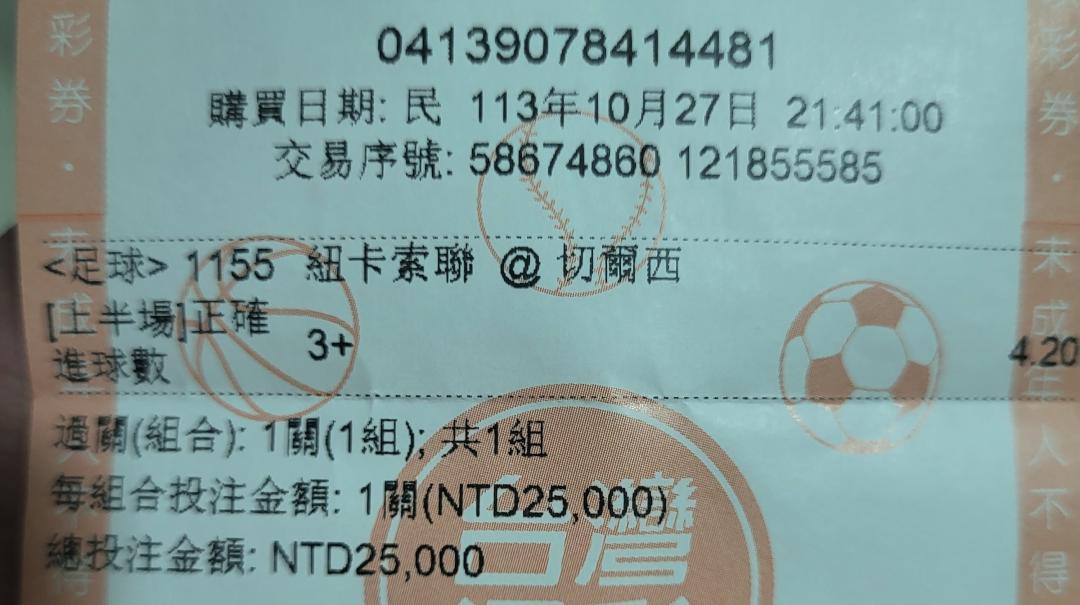 04139078414481
購買日期: 民 113年10月27日 21:41:00
交易序號: 58674860 121855585
<足球> 1155 紐卡索聯 @ 切爾西
[上半場]正確
進球數 3+ 4.20
過關(組合): 1關(1組); 共1組
每組合投注金額: 1關(NTD25,000)
總投注金額: NTD25,000
彩券・未成
彩券・未成年人不得
台灣